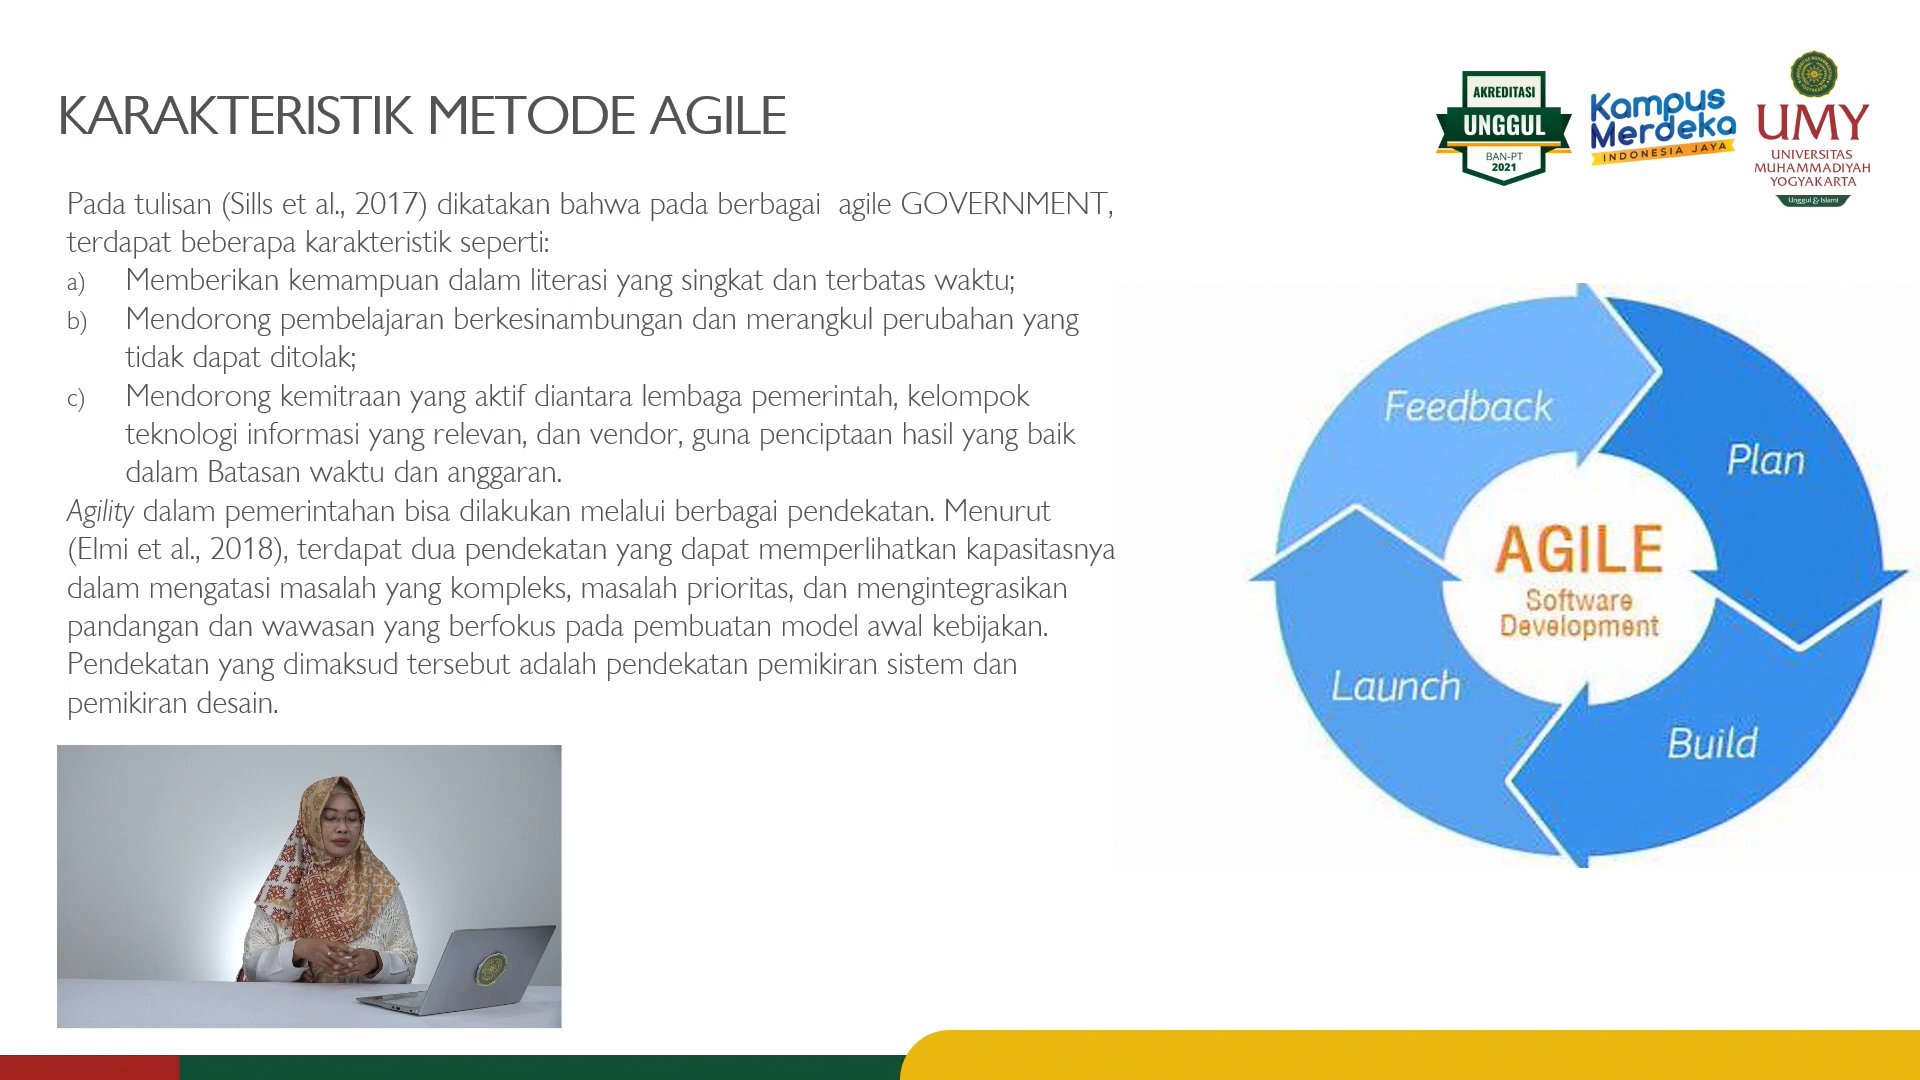 KARAKTERISTIK METODE AGILE
AKREDITASI
UNGGUL
BAN-PT
2021
Kampus
Merdeka
INDONESIA JAYA
UMY
UNIVERSITAS
MUHAMMADIYAH
YOGYAKARTA
Unggul & Islami
Pada tulisan (Sills et al., 2017) dikatakan bahwa pada berbagai agile GOVERNMENT,
terdapat beberapa karakteristik seperti:
a) Memberikan kemampuan dalam literasi yang singkat dan terbatas waktu;
b) Mendorong pembelajaran berkesinambungan dan merangkul perubahan yang
tidak dapat ditolak;
c) Mendorong kemitraan yang aktif diantara lembaga pemerintah, kelompok
teknologi informasi yang relevan, dan vendor, guna penciptaan hasil yang baik
dalam Batasan waktu dan anggaran.
Agility dalam pemerintahan bisa dilakukan melalui berbagai pendekatan. Menurut
(Elmi et al., 2018), terdapat dua pendekatan yang dapat memperlihatkan kapasitasnya
dalam mengatasi masalah yang kompleks, masalah prioritas, dan mengintegrasikan
pandangan dan wawasan yang berfokus pada pembuatan model awal kebijakan.
Pendekatan yang dimaksud tersebut adalah pendekatan pemikiran sistem dan
pemikiran desain.
Feedback
Plan
AGILE
Software
Development
Launch
Build